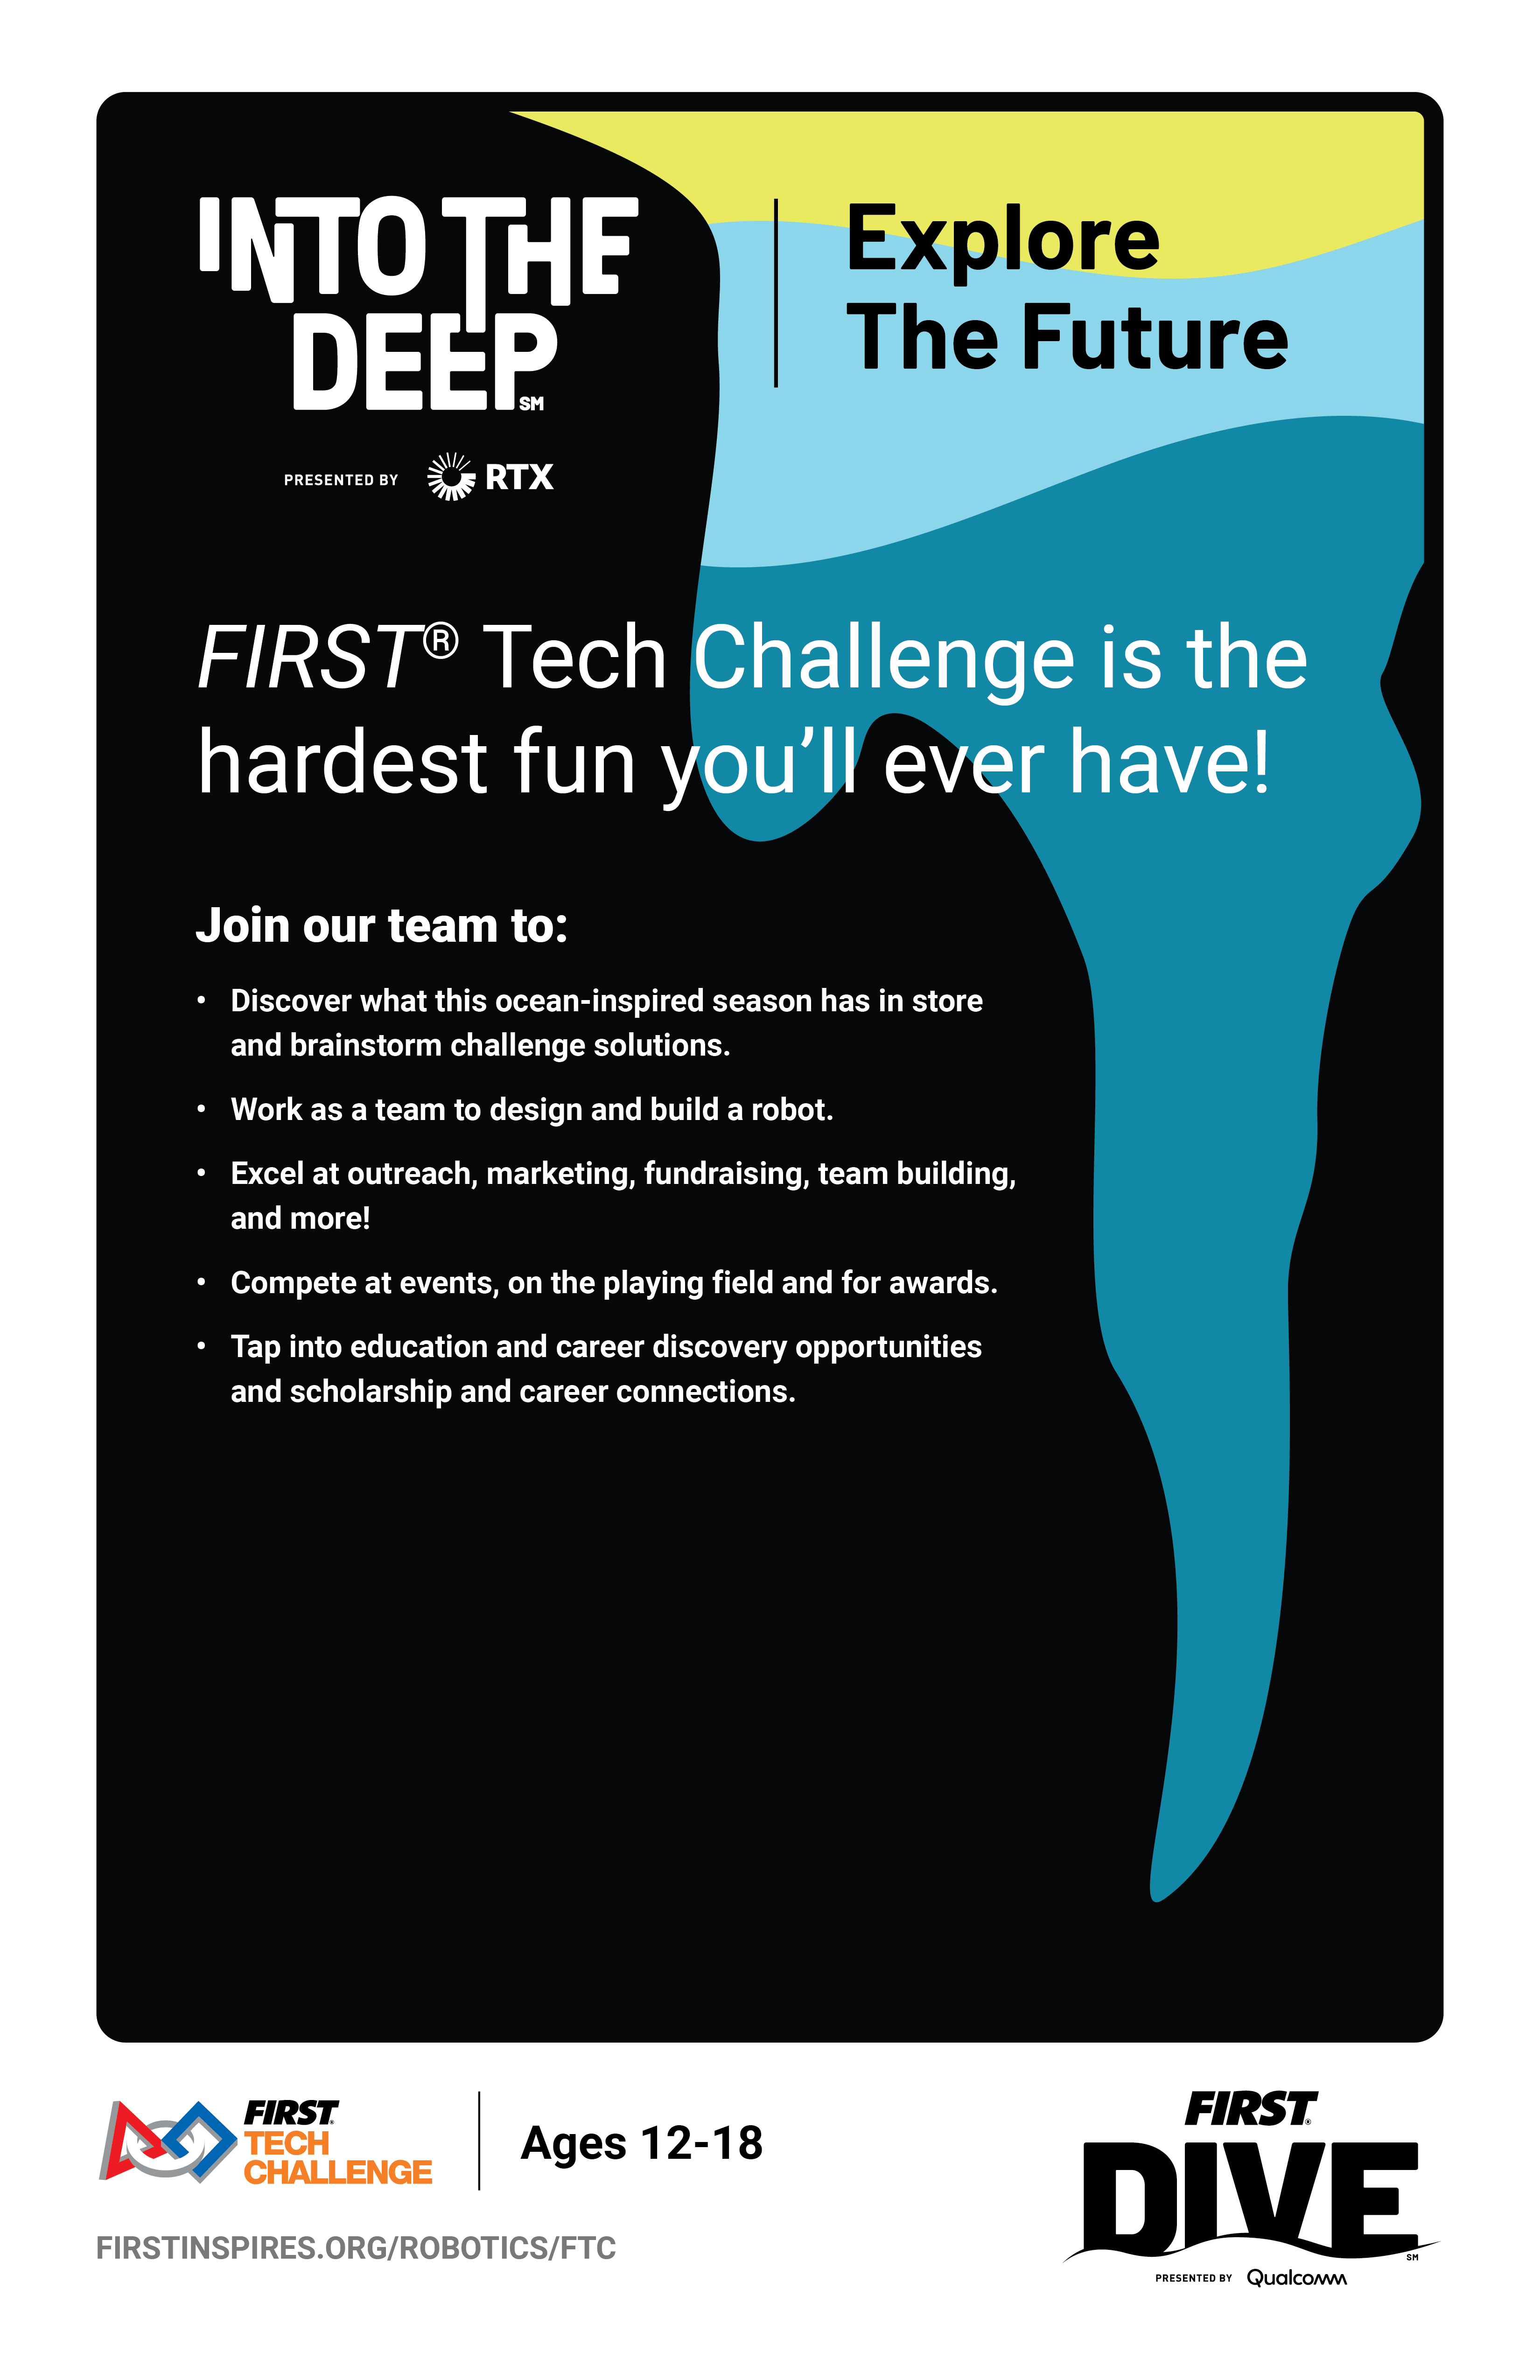 INTO THE
DEEP℠
PRESENTED BY RTX
Explore
The Future
FIRST® Tech Challenge is the
hardest fun you’ll ever have!
Join our team to:
• Discover what this ocean-inspired season has in store
and brainstorm challenge solutions.
• Work as a team to design and build a robot.
• Excel at outreach, marketing, fundraising, team building,
and more!
• Compete at events, on the playing field and for awards.
• Tap into education and career discovery opportunities
and scholarship and career connections.
FIRST®
TECH
CHALLENGE
Ages 12-18
FIRSTINSPIRES.ORG/ROBOTICS/FTC
FIRST®
DIVE℠
PRESENTED BY Qualcomm